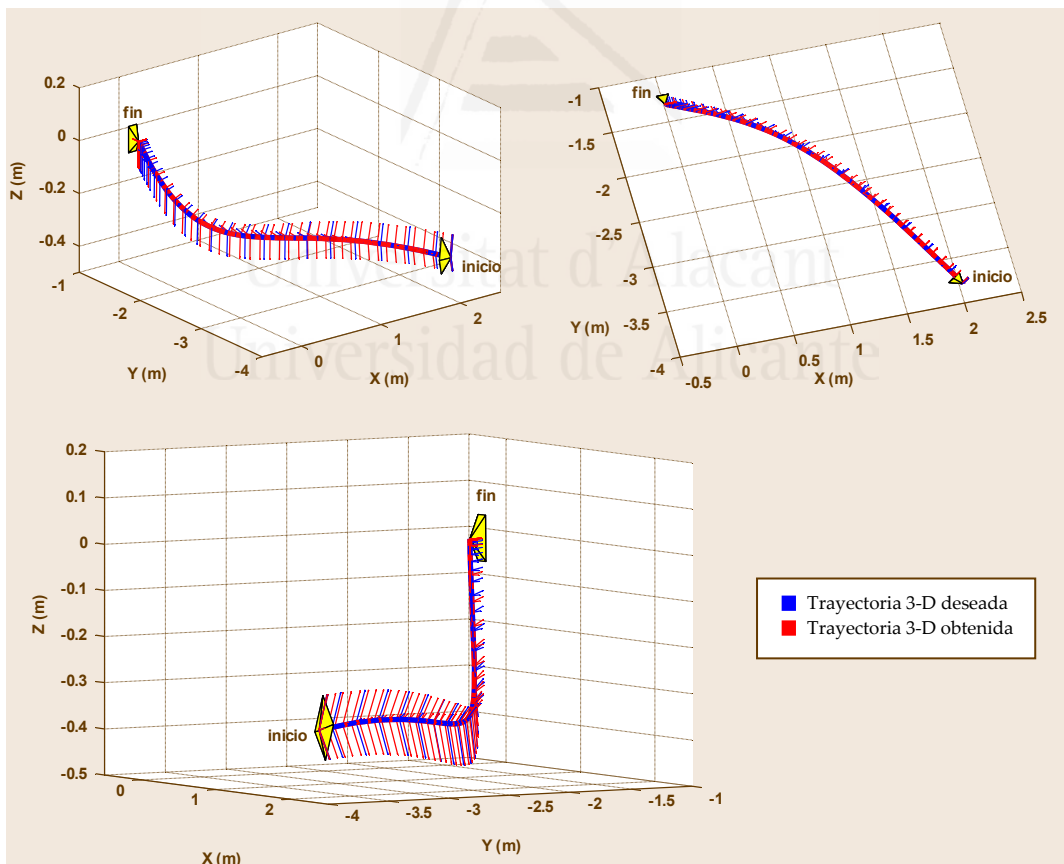 0.2
0
-0.2
-0.4
Z (m)
fin
inicio
-1
-2
-3
-4
Y (m)
0
1
2
X (m)
-1
-1.5
-2
-2.5
-3
-3.5
-4
Y (m)
fin
inicio
-0.5
0
0.5
1
1.5
2
2.5
X (m)
Universitat d'Alacant
Universidad de Alicante
0.2
0.1
0
-0.1
-0.2
-0.3
-0.4
-0.5
Z (m)
fin
inicio
0
1
2
X (m)
-4
-3.5
-3
-2.5
-2
-1.5
-1
Y (m)
Trayectoria 3-D deseada
Trayectoria 3-D obtenida